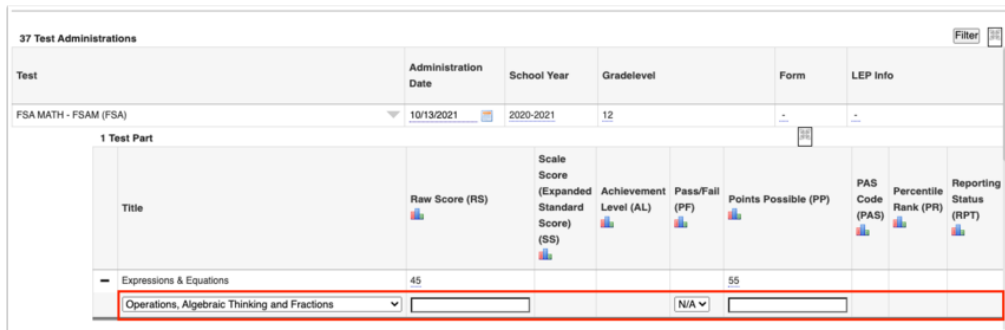 37 Test Administrations
Filter
Test
Administration Date
School Year
Gradelevel
Form
LEP Info
FSA MATH - FSAM (FSA)
10/13/2021
2020-2021
12
-
-
1 Test Part
Title
Raw Score (RS)
Scale Score (Expanded Standard Score) (SS)
Achievement Level (AL)
Pass/Fail (PF)
Points Possible (PP)
PAS Code (PAS)
Percentile Rank (PR)
Reporting Status (RPT)
Expressions & Equations
45
55
Operations, Algebraic Thinking and Fractions
N/A